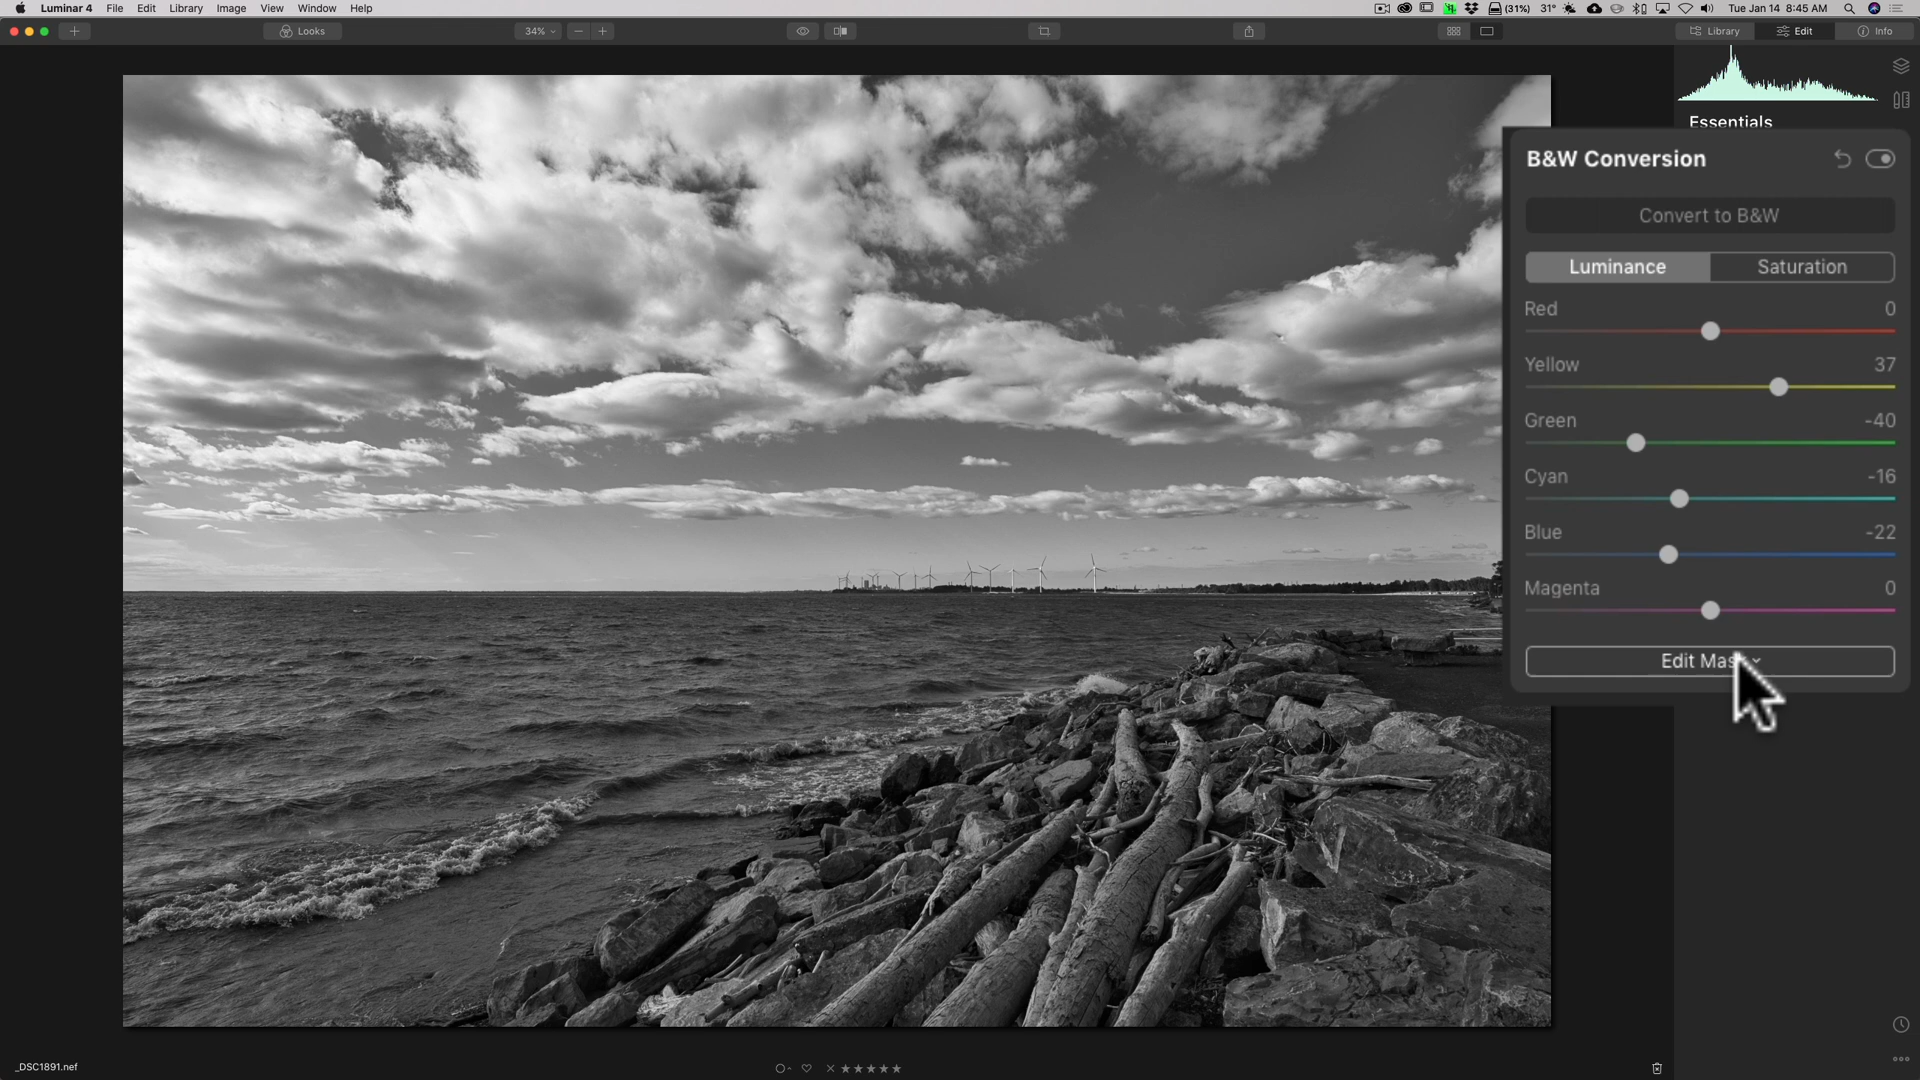 Luminar 4 File Edit Library Image View Window Help (31%) 31° Tue Jan 14 8:45 AM
Looks 34% Library Edit Info
Essentials
B&W Conversion
Convert to B&W
Luminance Saturation
Red 0
Yellow 37
Green -40
Cyan -16
Blue -22
Magenta 0
Edit
_DSC1891.nef